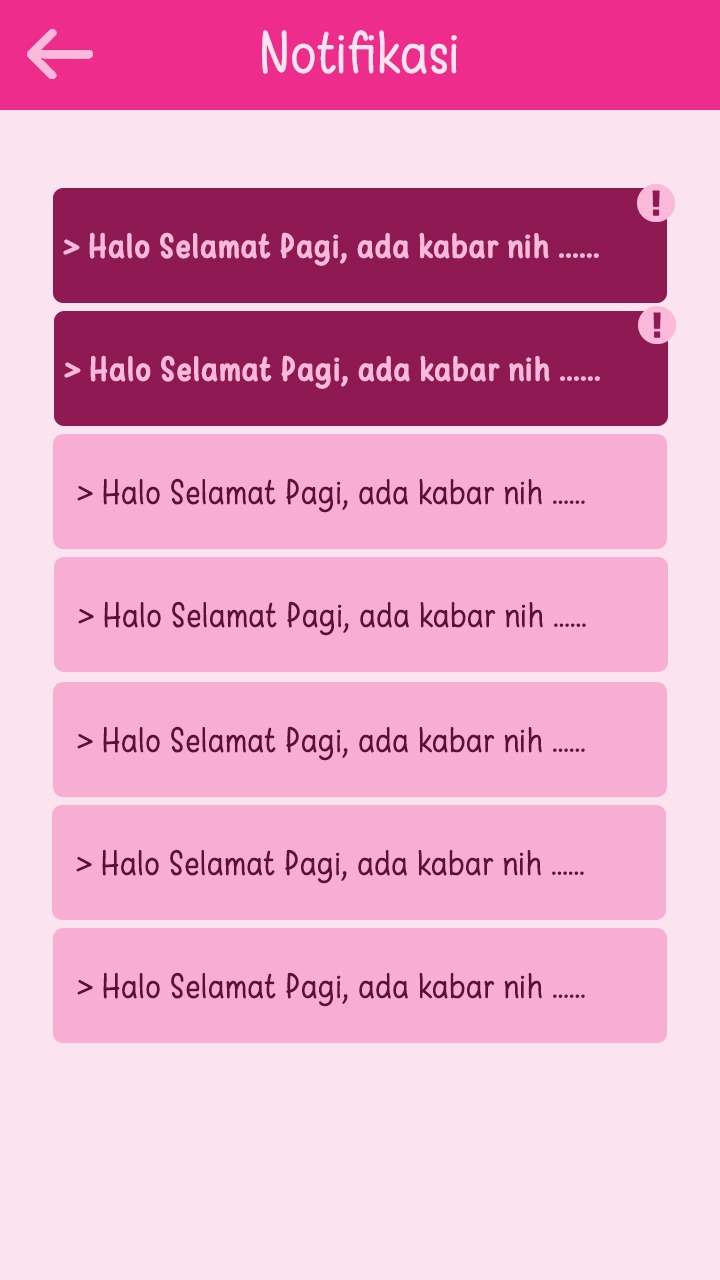 Notifikasi
!
> Halo Selamat Pagi, ada kabar nih ......
!
> Halo Selamat Pagi, ada kabar nih ......
> Halo Selamat Pagi, ada kabar nih ......
> Halo Selamat Pagi, ada kabar nih ......
> Halo Selamat Pagi, ada kabar nih ......
> Halo Selamat Pagi, ada kabar nih ......
> Halo Selamat Pagi, ada kabar nih ......